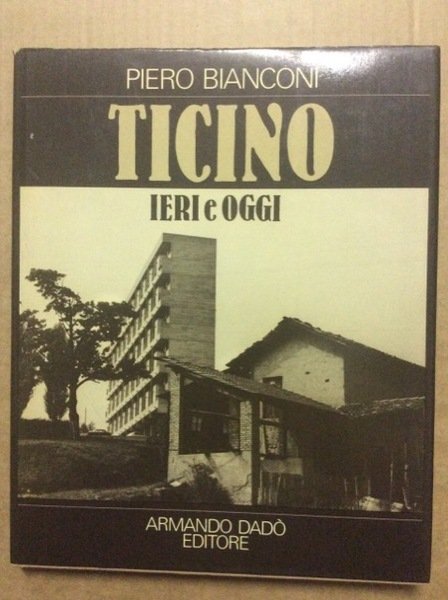 PIERO BIANCONI
TICINO
IERI e OGGI
ARMANDO DADÒ
EDITORE